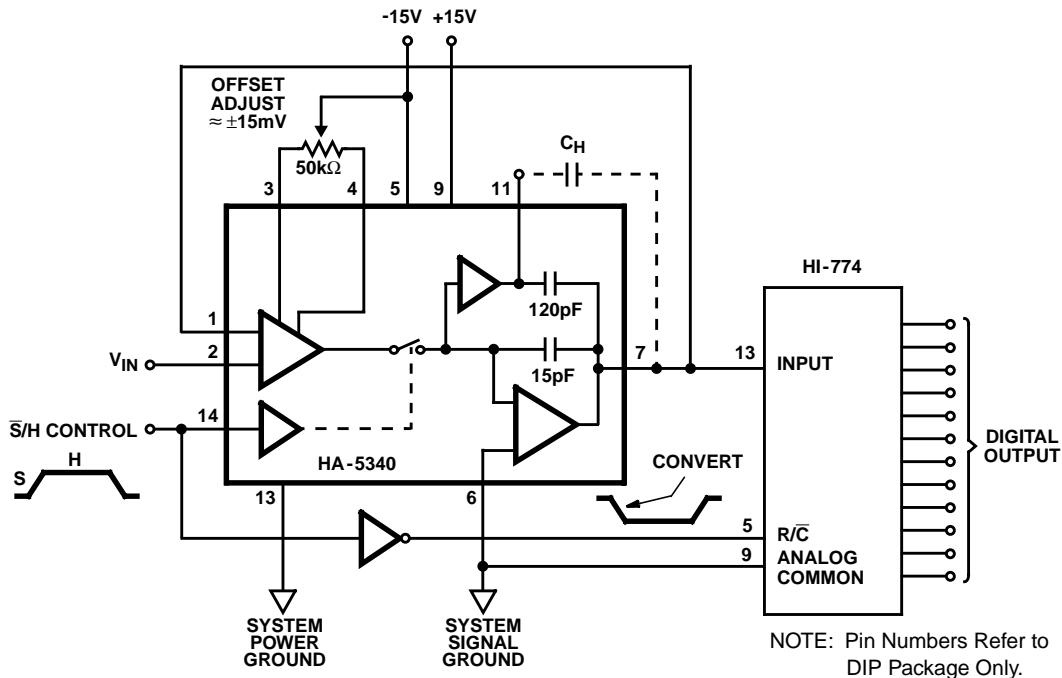 -15V +15V
OFFSET
ADJUST
≈ ±15mV
50kΩ
C_H
3
4
5
9
11
HI-774
120pF
1
2
V_IN
15pF
7
13
INPUT
14
S̅/H CONTROL
HA-5340
S
H
DIGITAL
OUTPUT
CONVERT
13
6
5
R/C̅
9
ANALOG
COMMON
SYSTEM
POWER
GROUND
SYSTEM
SIGNAL
GROUND
NOTE: Pin Numbers Refer to
DIP Package Only.